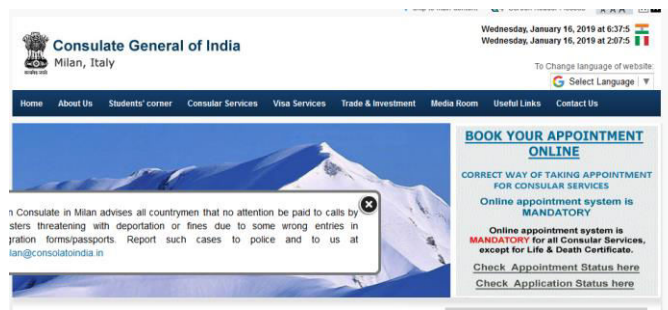 Wednesday, January 16, 2019 at 6:37:5
Wednesday, January 16, 2019 at 2:07:5
Consulate General of India
Milan, Italy
To Change language of website:
G Select Language ▼
Home About Us Students' corner Consular Services Visa Services Trade & Investment Media Room Useful Links Contact Us
BOOK YOUR APPOINTMENT
ONLINE
CORRECT WAY OF TAKING APPOINTMENT
FOR CONSULAR SERVICES
Online appointment system is
MANDATORY
Online appointment system is
MANDATORY for all Consular Services,
except for Life & Death Certificate.
Check Appointment Status here
Check Application Status here
n Consulate in Milan advises all countrymen that no attention be paid to calls by
sters threatening with deportation or fines due to some wrong entries in
gration forms/passports. Report such cases to police and to us at
lan@consolatoindia.in